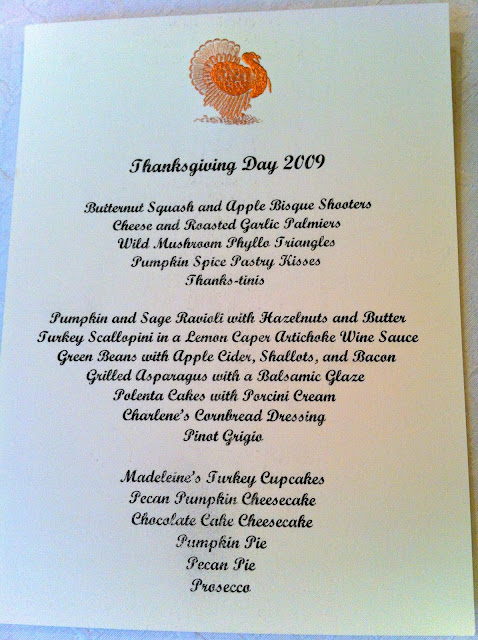 Thanksgiving Day 2009
Butternut Squash and Apple Bisque Shooters
Cheese and Roasted Garlic Palmiers
Wild Mushroom Phyllo Triangles
Pumpkin Spice Pastry Kisses
Thanks-tinis
Pumpkin and Sage Ravioli with Hazelnuts and Butter
Turkey Scallopini in a Lemon Caper Artichoke Wine Sauce
Green Beans with Apple Cider, Shallots, and Bacon
Grilled Asparagus with a Balsamic Glaze
Polenta Cakes with Porcini Cream
Charlene's Cornbread Dressing
Pinot Grigio
Madeleine's Turkey Cupcakes
Pecan Pumpkin Cheesecake
Chocolate Cake Cheesecake
Pumpkin Pie
Pecan Pie
Prosecco